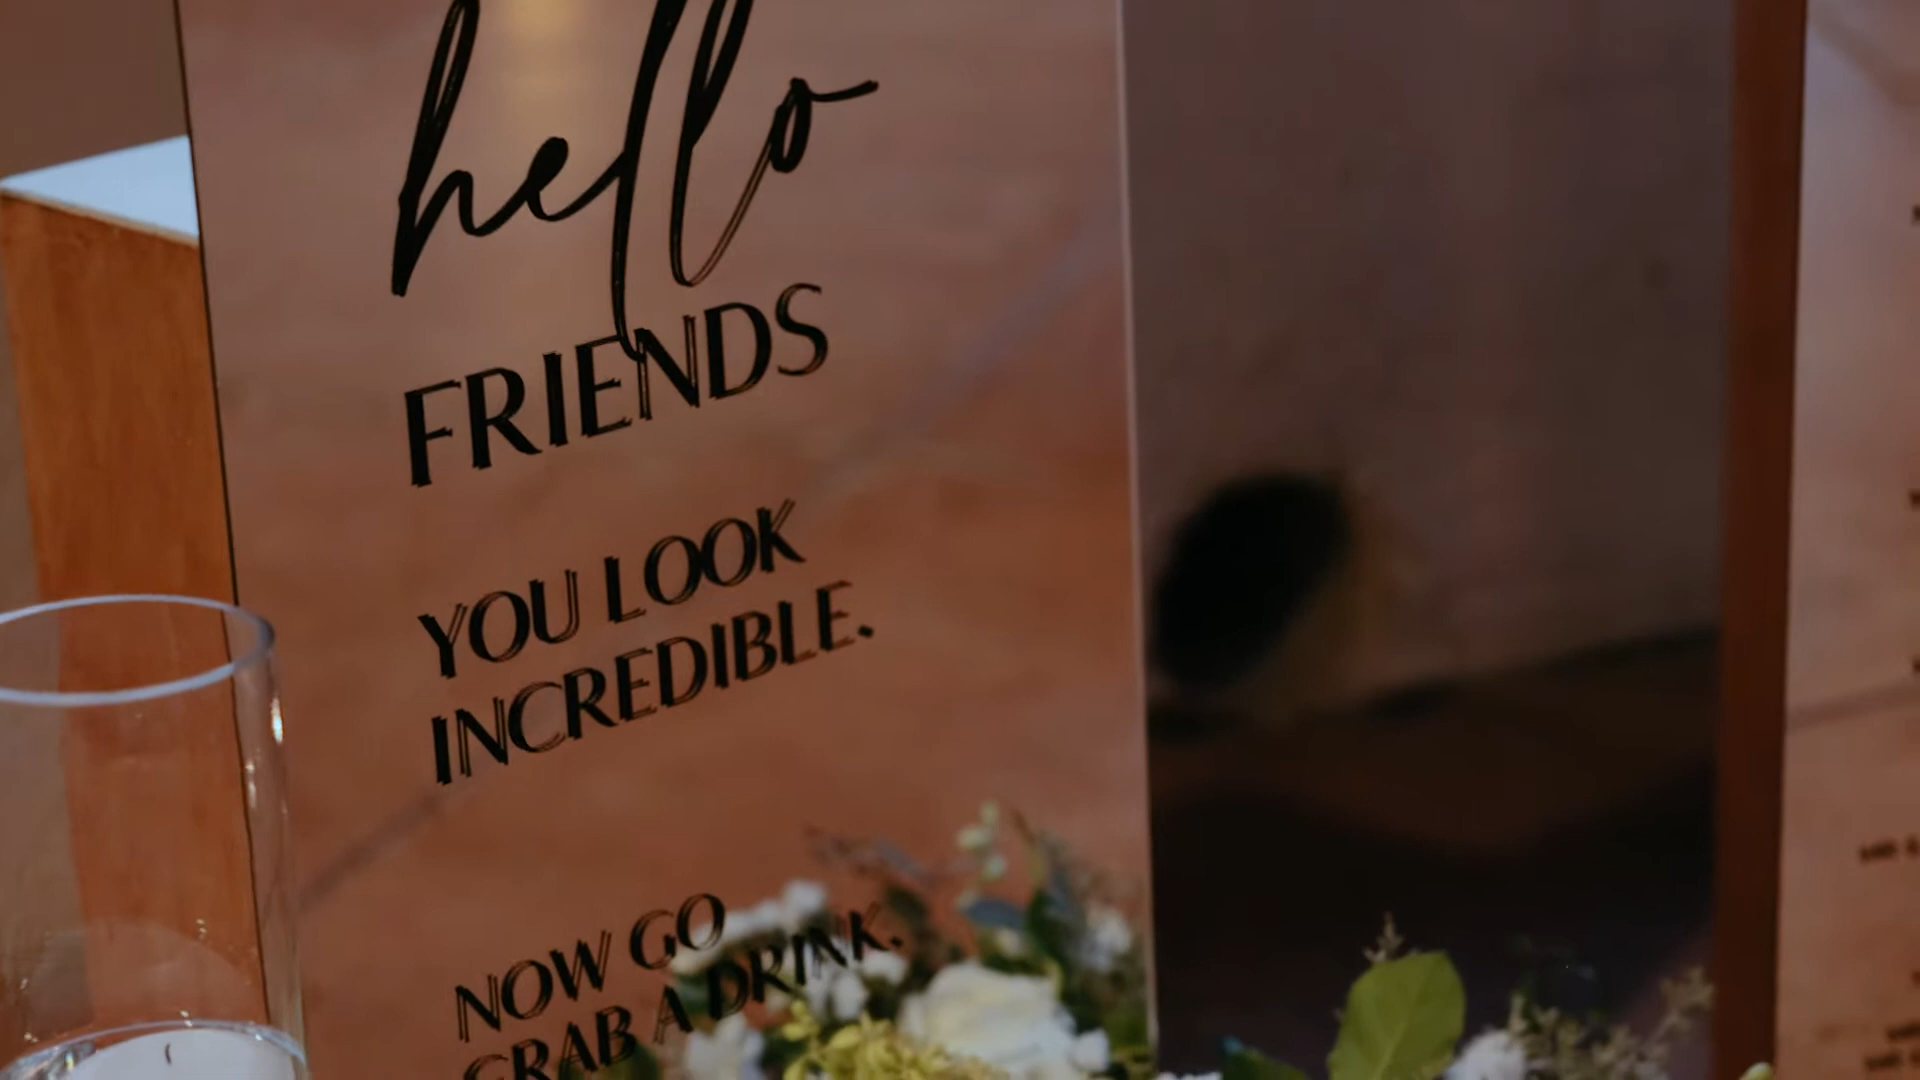 hello
FRIENDS
YOU LOOK
INCREDIBLE.
NOW GO
GRAB A DRINK.